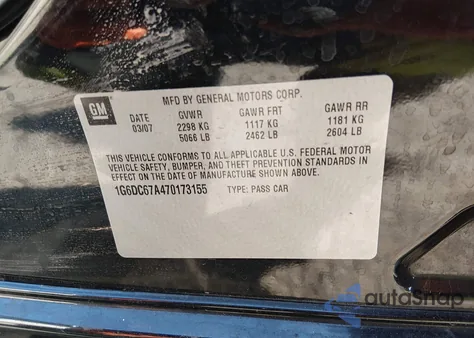 GM
MFD BY GENERAL MOTORS CORP.
DATE GVWR GAWR FRT GAWR RR
03/07 2298 KG 1117 KG 1181 KG
5068 LB 2462 LB 2604 LB
THIS VEHICLE CONFORMS TO ALL APPLICABLE U.S. FEDERAL MOTOR
VEHICLE SAFETY, BUMPER, AND THEFT PREVENTION STANDARDS IN
EFFECT ON THE DATE OF MANUFACTURE SHOWN ABOVE.
1G6DC67A470173155 TYPE: PASS CAR
autosnap